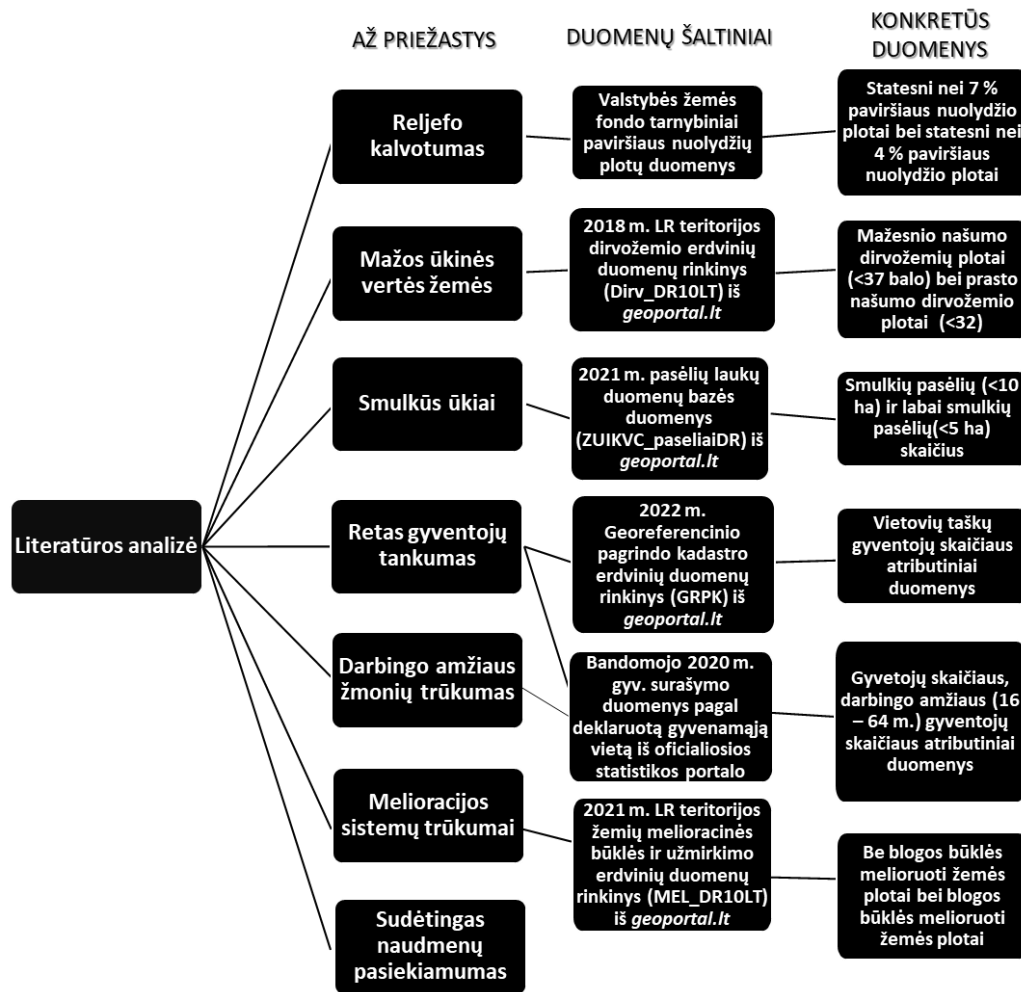 AŽ PRIEŽASTYS
DUOMENŲ ŠALTINIAI
KONKRETŪS
DUOMENYS
Literatūros analizė
Reljefo
kalvotumas
Valstybės žemės
fondo tarnybiniai
paviršiaus nuolydžių
plotų duomenys
Statesni nei 7 %
paviršiaus nuolydžio
plotai bei statesni nei
4 % paviršiaus
nuolydžio plotai
Mažos ūkinės
vertės žemės
2018 m. LR teritorijos
dirvožemio erdvinių
duomenų rinkinys
(Dirv_DR10LT) iš
geoportal.lt
Mažesnio našumo
dirvožemių plotai
(<37 balo) bei prasto
našumo dirvožemio
plotai (<32)
Smulkūs ūkiai
2021 m. pasėlių laukų
duomenų bazės
duomenys
(ZUIKVC_paseliaiDR) iš
geoportal.lt
Smulkių pasėlių (<10
ha) ir labai smulkių
pasėlių(<5 ha)
skaičius
Retas gyventojų
tankumas
2022 m.
Georeferencinio
pagrindo kadastro
erdvinių duomenų
rinkinys (GRPK) iš
geoportal.lt
Vietovių taškų
gyventojų skaičiaus
atributiniai
duomenys
Darbingo amžiaus
žmonių trūkumas
Bandomojo 2020 m.
gyv. surašymo
duomenys pagal
deklaruotą gyvenamąją
vietą iš oficialiosios
statistikos portalo
Gyvetojų skaičiaus,
darbingo amžiaus (16
– 64 m.) gyventojų
skaičiaus atributiniai
duomenys
Melioracijos
sistemų trūkumai
2021 m. LR teritorijos
žemių melioracinės
būklės ir užmirkimo
erdvinių duomenų
rinkinys (MEL_DR10LT)
iš geoportal.lt
Be blogos būklės
melioruoti žemės
plotai bei blogos
būklės melioruoti
žemės plotai
Sudėtingas
naudmenų
pasiekiamumas